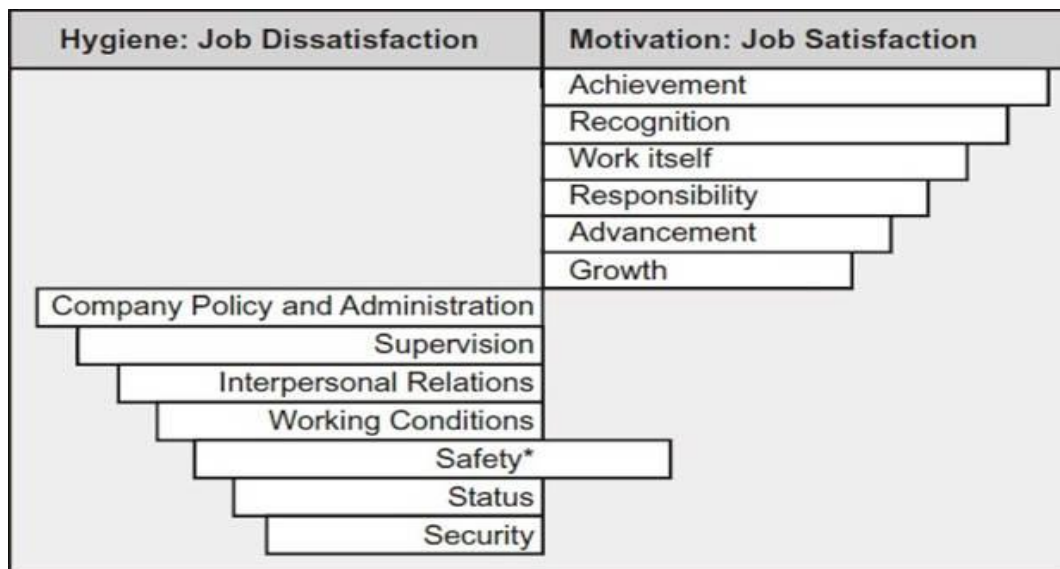 Hygiene: Job Dissatisfaction
Motivation: Job Satisfaction
Achievement
Recognition
Work itself
Responsibility
Advancement
Growth
Company Policy and Administration
Supervision
Interpersonal Relations
Working Conditions
Safety*
Status
Security